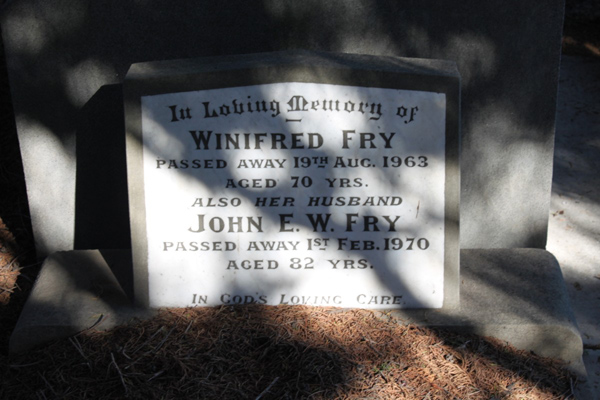 In Loving Memory of
Winifred Fry
passed away 19th Aug. 1963
aged 70 yrs.
also her husband
John E. W. Fry
passed away 1st Feb. 1970
aged 82 yrs.
In God's Loving Care